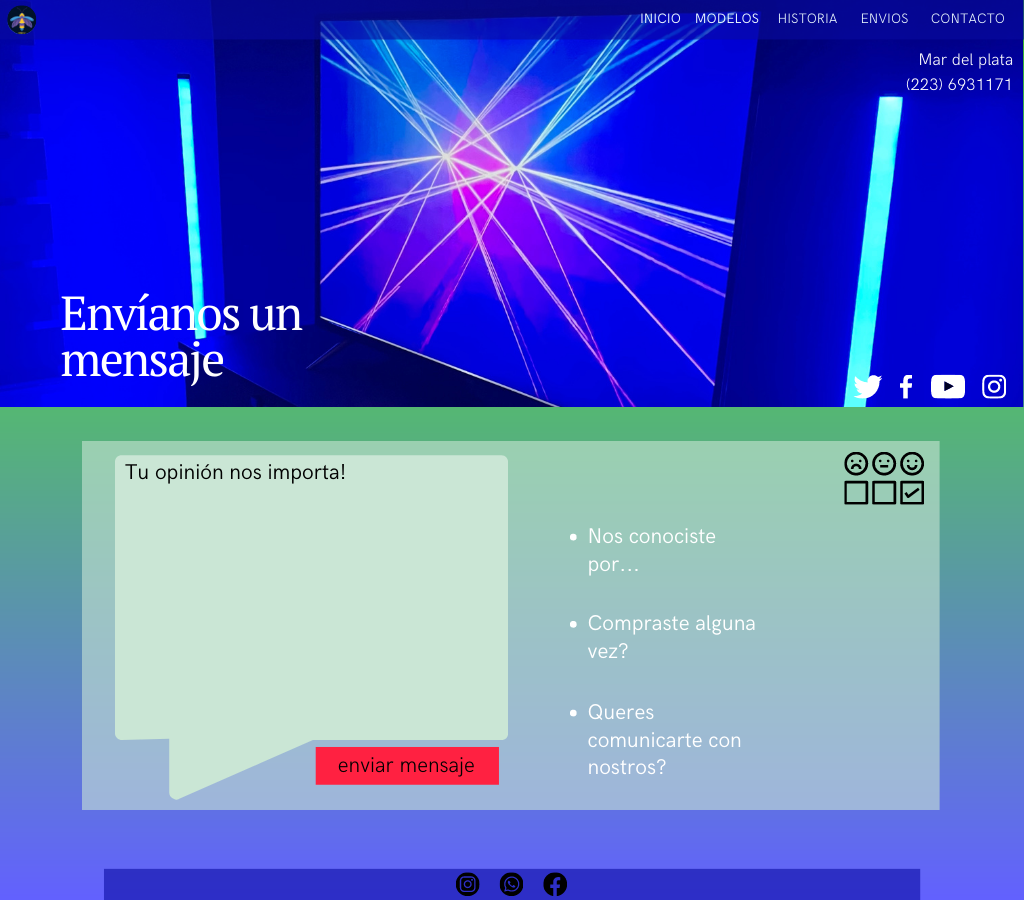 INICIO MODELOS HISTORIA ENVIOS CONTACTO
Mar del plata
(223) 6931171
Envíanos un
mensaje
Tu opinión nos importa!
Nos conociste
por...
Compraste alguna
vez?
Queres
comunicarte con
nostros?
enviar mensaje